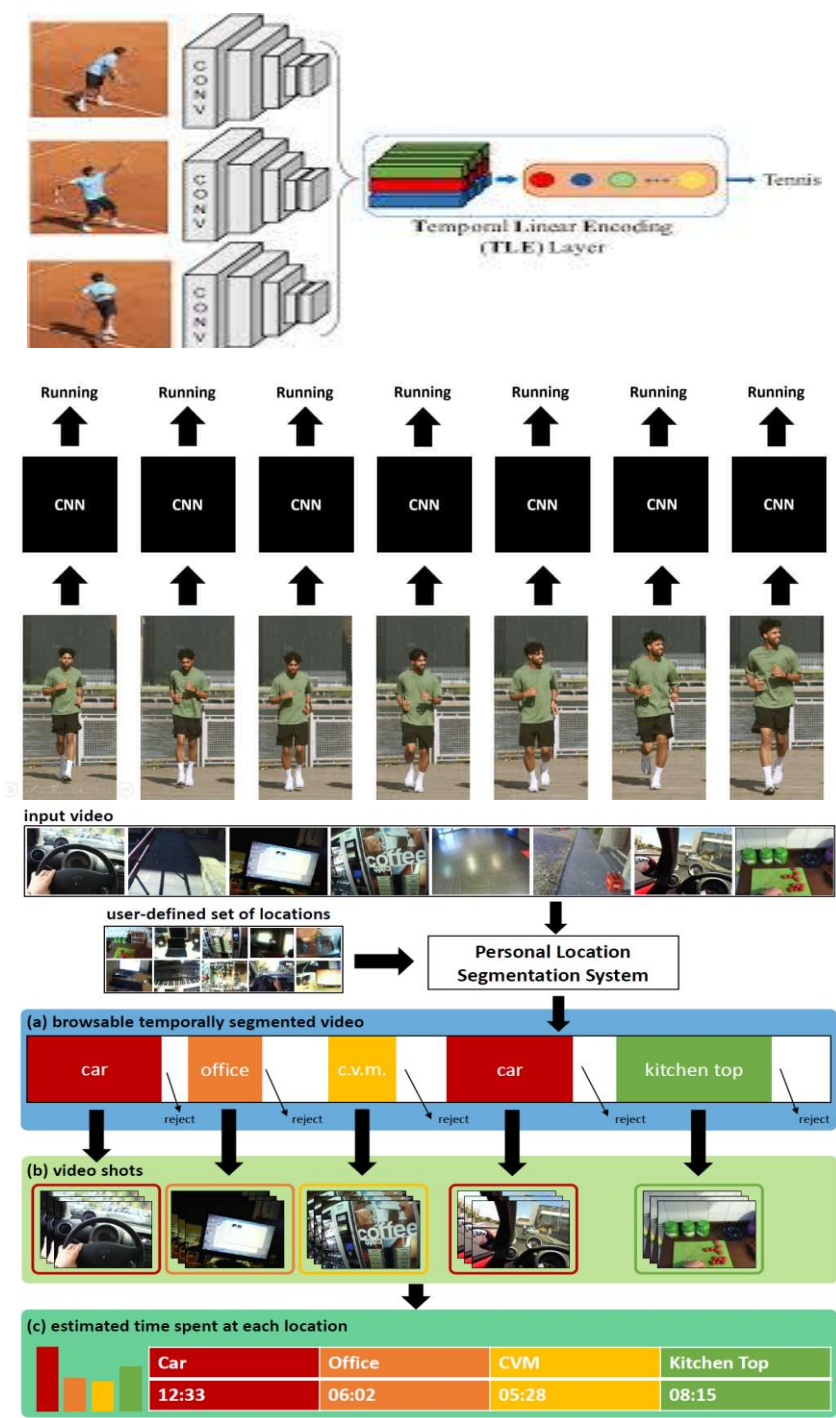 CONV
CONV
CONV
Temporal Linear Encoding
(TLE) Layer
Tennis
Running Running Running Running Running Running Running
CNN CNN CNN CNN CNN CNN CNN
input video
coffee
user-defined set of locations
Personal Location
Segmentation System
(a) browsable temporally segmented video
car office c.v.m. car kitchen top
reject reject reject reject reject
(b) video shots
coffee
(c) estimated time spent at each location
Car Office CVM Kitchen Top
12:33 06:02 05:28 08:15